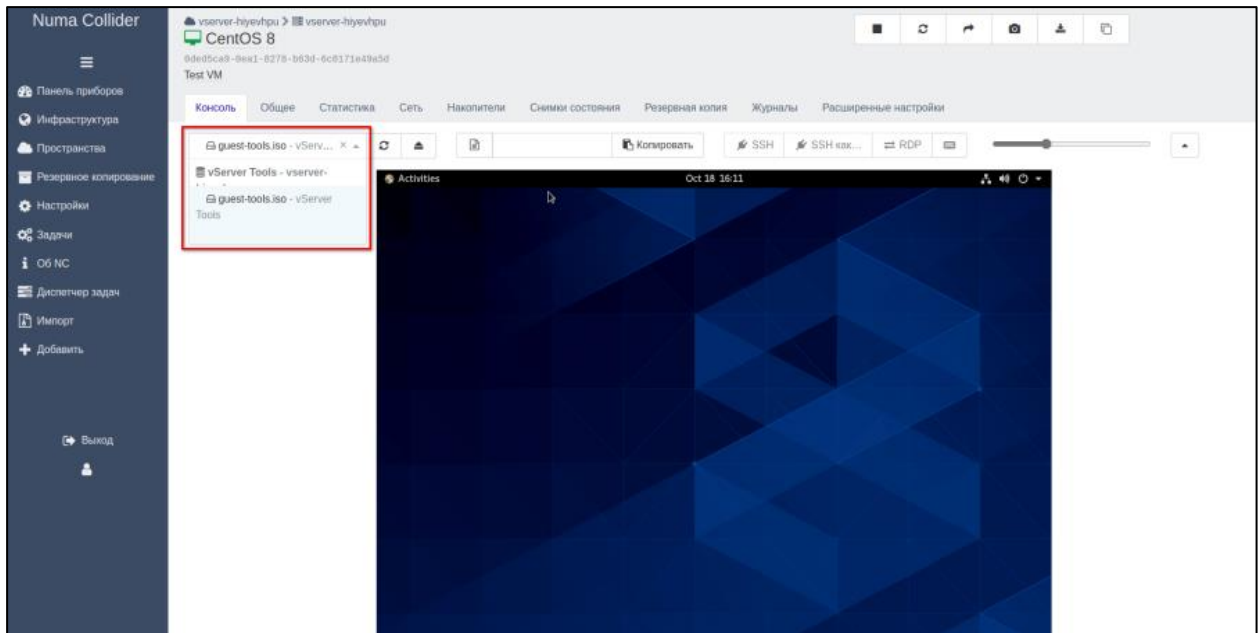 Numa Collider
Панель приборов
Инфраструктура
Пространства
Резервное копирование
Настройки
Задачи
Об NC
Диспетчер задач
Импорт
Добавить
Выход
vserver-hiyevhpu > vserver-hiyevhpu
CentOS 8
Test VM
Консоль Общее Статистика Сеть Накопители Снимки состояния Резервная копия Журналы Расширенные настройки
guest-tools.iso - vServ... Копировать SSH SSH как... RDP
vServer Tools - vserver-
guest-tools.iso - vServer
Tools
Activities Oct 18 16:11